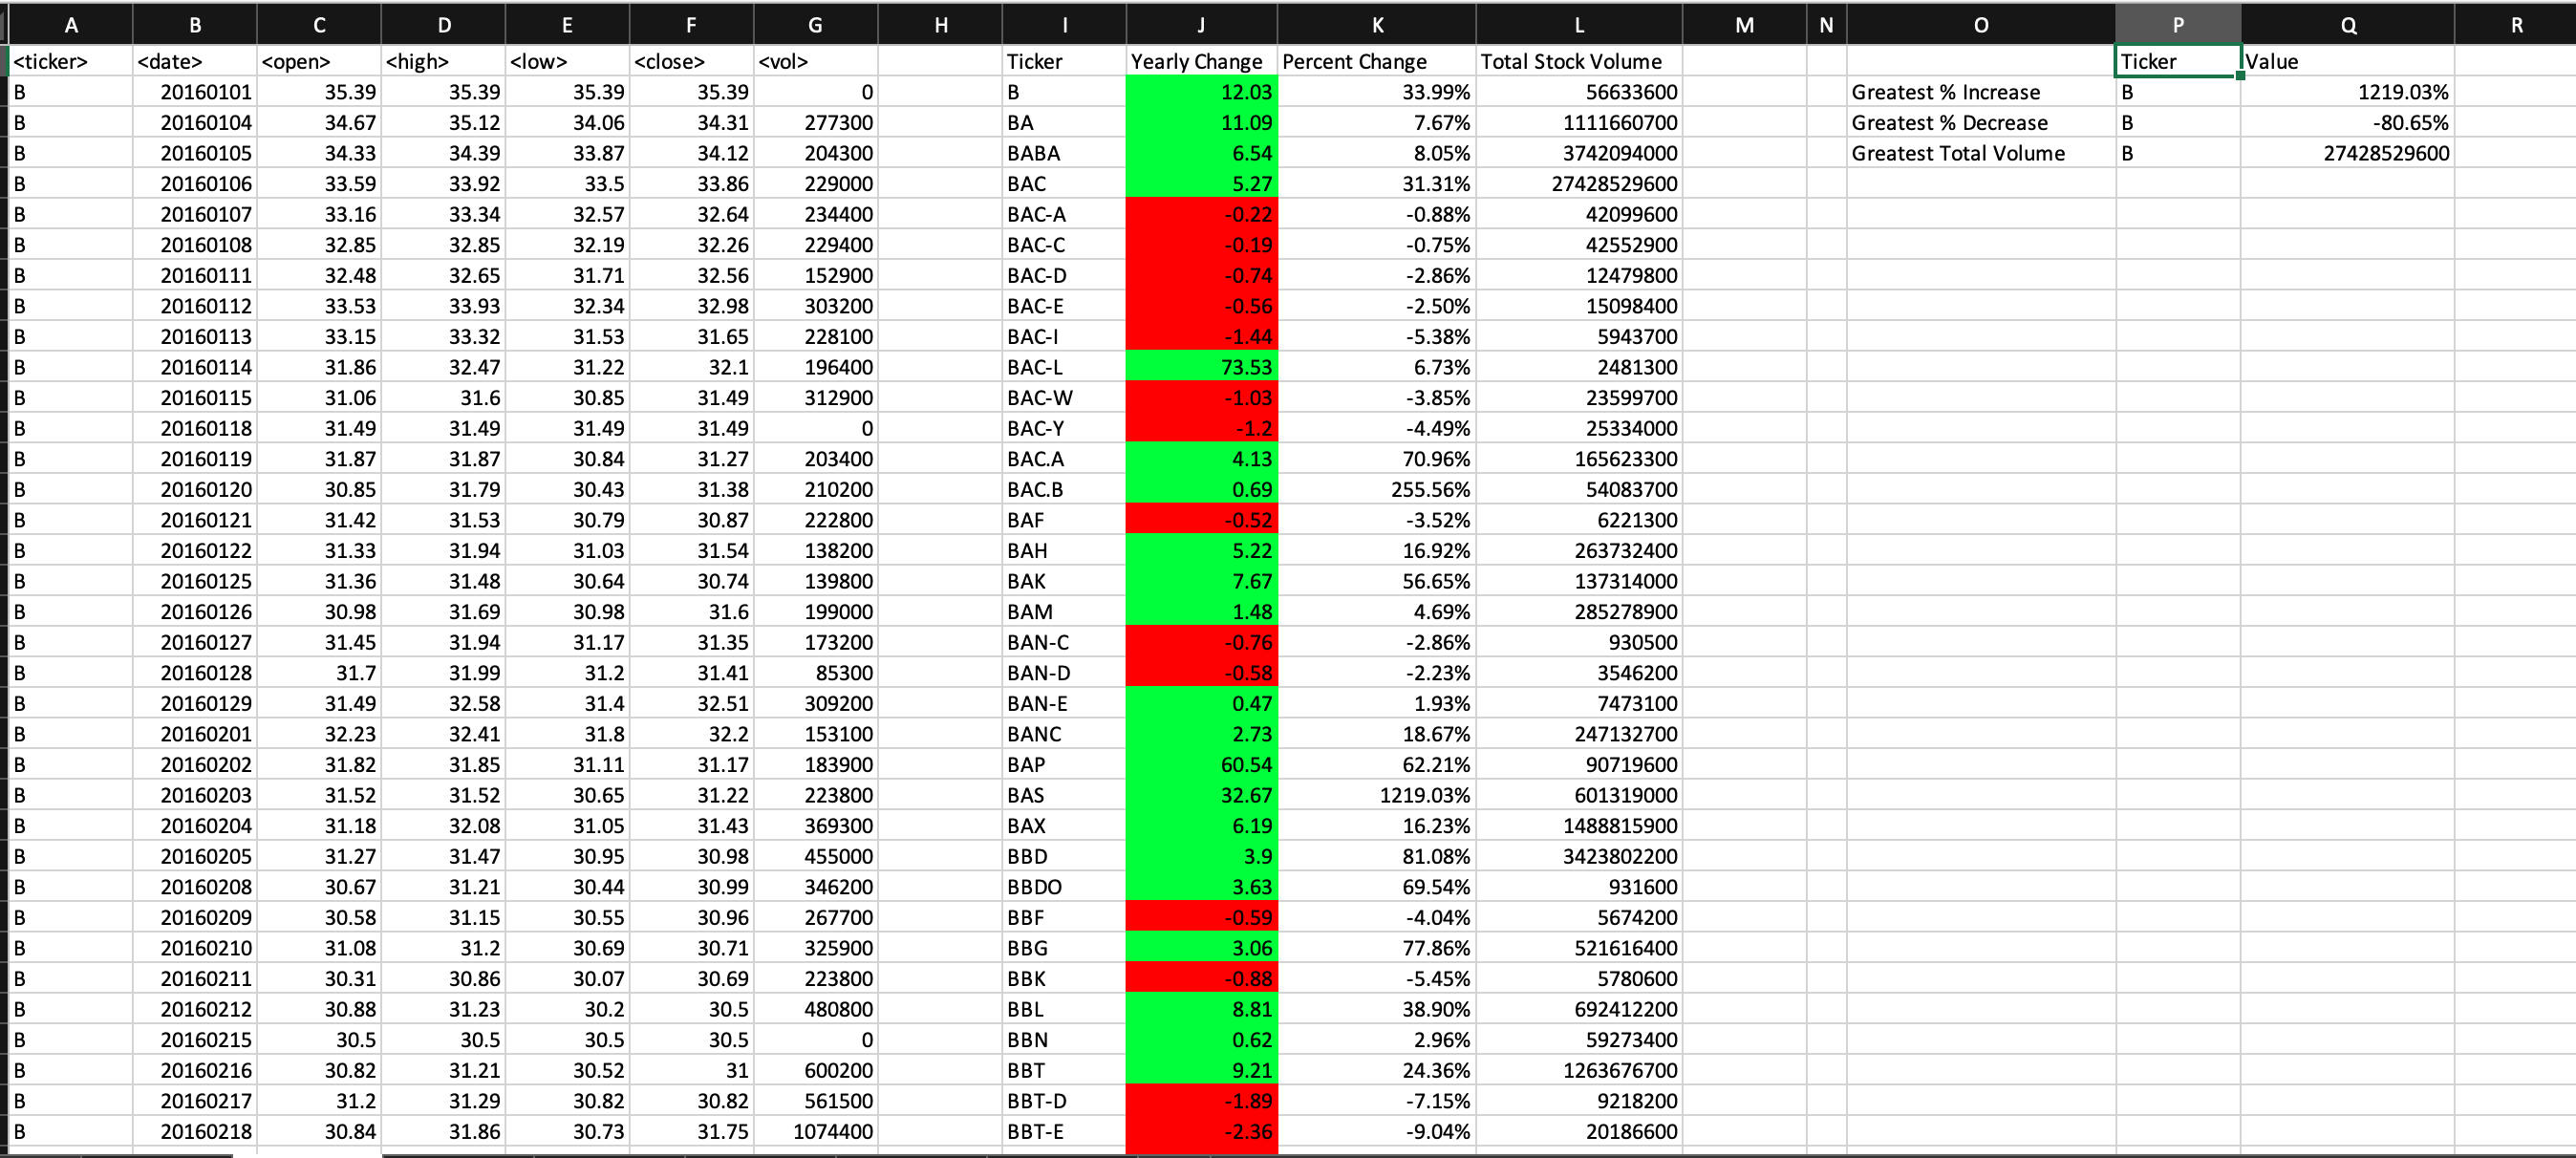 A B C D E F G H I J K L M N O P Q R
<ticker> <date> <open> <high> <low> <close> <vol> Ticker Yearly Change Percent Change Total Stock Volume Ticker Value
B 20160101 35.39 35.39 35.39 35.39 0 B 12.03 33.99% 56633600 Greatest % Increase B 1219.03%
B 20160104 34.67 35.12 34.06 34.31 277300 BA 11.09 7.67% 1111660700 Greatest % Decrease B -80.65%
B 20160105 34.33 34.39 33.87 34.12 204300 BABA 6.54 8.05% 3742094000 Greatest Total Volume B 27428529600
B 20160106 33.59 33.92 33.5 33.86 229000 BAC 5.27 31.31% 27428529600
B 20160107 33.16 33.34 32.57 32.64 234400 BAC-A -0.22 -0.88% 42099600
B 20160108 32.85 32.85 32.19 32.26 229400 BAC-C -0.19 -0.75% 42552900
B 20160111 32.48 32.65 31.71 32.56 152900 BAC-D -0.74 -2.86% 12479800
B 20160112 33.53 33.93 32.34 32.98 303200 BAC-E -0.56 -2.50% 15098400
B 20160113 33.15 33.32 31.53 31.65 228100 BAC-I -1.44 -5.38% 5943700
B 20160114 31.86 32.47 31.22 32.1 196400 BAC-L 73.53 6.73% 2481300
B 20160115 31.06 31.6 30.85 31.49 312900 BAC-W -1.03 -3.85% 23599700
B 20160118 31.49 31.49 31.49 31.49 0 BAC-Y -1.2 -4.49% 25334000
B 20160119 31.87 31.87 30.84 31.27 203400 BAC.A 4.13 70.96% 165623300
B 20160120 30.85 31.79 30.43 31.38 210200 BAC.B 0.69 255.56% 54083700
B 20160121 31.42 31.53 30.79 30.87 222800 BAF -0.52 -3.52% 6221300
B 20160122 31.33 31.94 31.03 31.54 138200 BAH 5.22 16.92% 263732400
B 20160125 31.36 31.48 30.64 30.74 139800 BAK 7.67 56.65% 137314000
B 20160126 30.98 31.69 30.98 31.6 199000 BAM 1.48 4.69% 285278900
B 20160127 31.45 31.94 31.17 31.35 173200 BAN-C -0.76 -2.86% 930500
B 20160128 31.7 31.99 31.2 31.41 85300 BAN-D -0.58 -2.23% 3546200
B 20160129 31.49 32.58 31.4 32.51 309200 BAN-E 0.47 1.93% 7473100
B 20160201 32.23 32.41 31.8 32.2 153100 BANC 2.73 18.67% 247132700
B 20160202 31.82 31.85 31.11 31.17 183900 BAP 60.54 62.21% 90719600
B 20160203 31.52 31.52 30.65 31.22 223800 BAS 32.67 1219.03% 601319000
B 20160204 31.18 32.08 31.05 31.43 369300 BAX 6.19 16.23% 1488815900
B 20160205 31.27 31.47 30.95 30.98 455000 BBD 3.9 81.08% 3423802200
B 20160208 30.67 31.21 30.44 30.99 346200 BBDO 3.63 69.54% 931600
B 20160209 30.58 31.15 30.55 30.96 267700 BBF -0.59 -4.04% 5674200
B 20160210 31.08 31.2 30.69 30.71 325900 BBG 3.06 77.86% 521616400
B 20160211 30.31 30.86 30.07 30.69 223800 BBK -0.88 -5.45% 5780600
B 20160212 30.88 31.23 30.2 30.5 480800 BBL 8.81 38.90% 692412200
B 20160215 30.5 30.5 30.5 30.5 0 BBN 0.62 2.96% 59273400
B 20160216 30.82 31.21 30.52 31 600200 BBT 9.21 24.36% 1263676700
B 20160217 31.2 31.29 30.82 30.82 561500 BBT-D -1.89 -7.15% 9218200
B 20160218 30.84 31.86 30.73 31.75 1074400 BBT-E -2.36 -9.04% 20186600